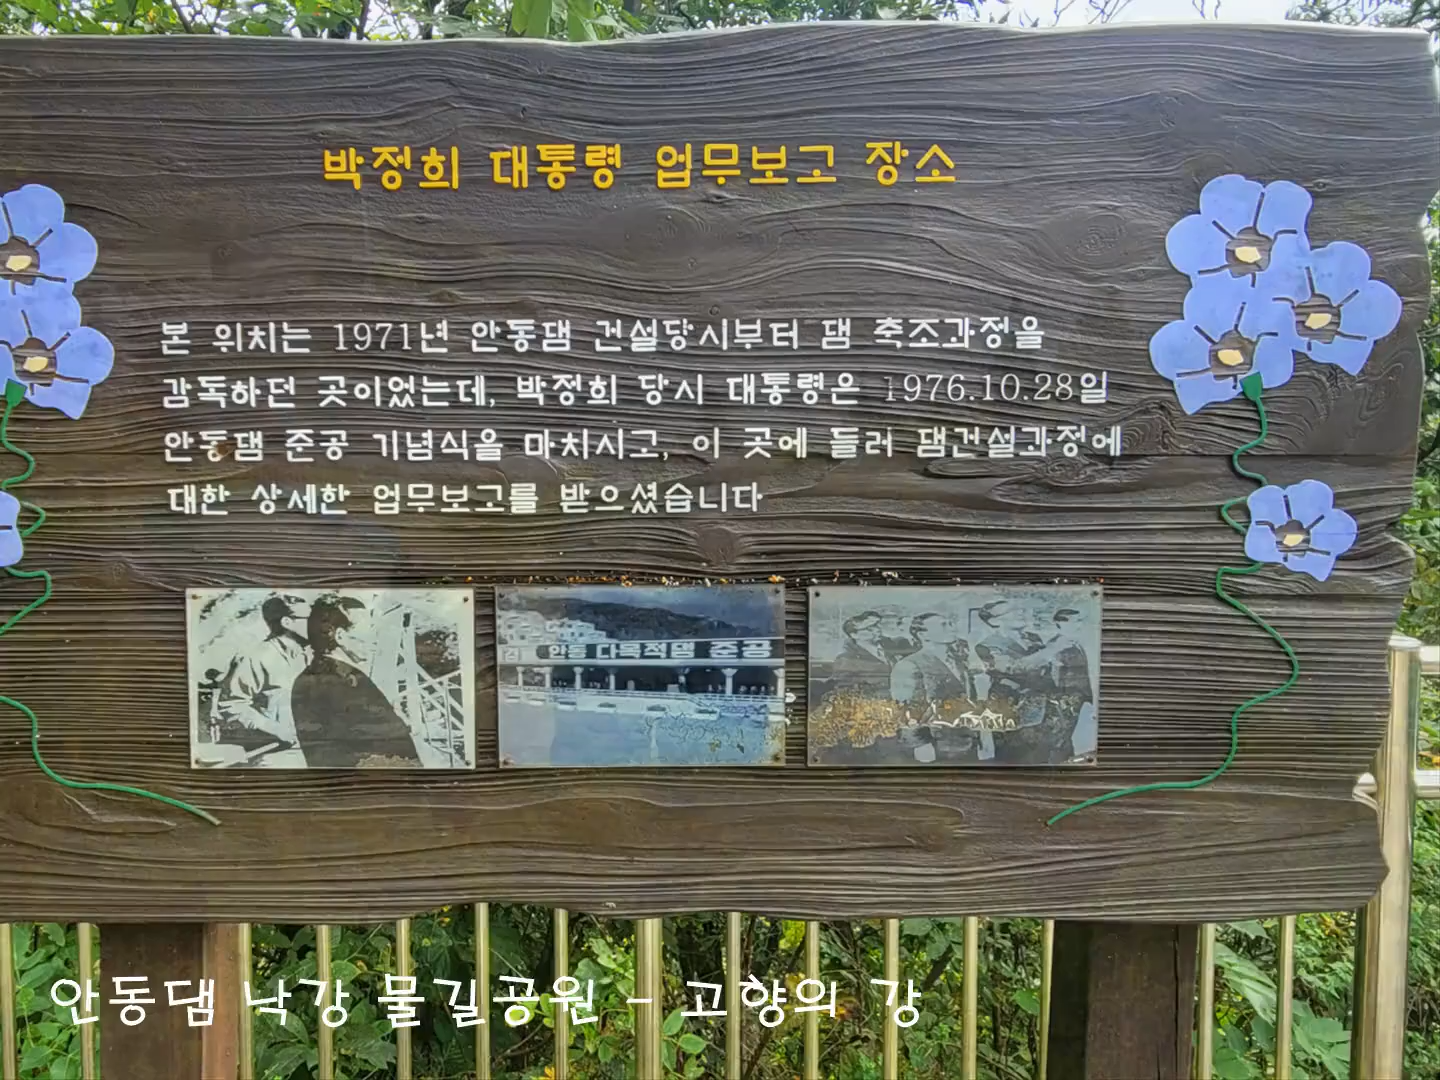 박정희 대통령 업무보고 장소
본 위치는 1971년 안동댐 건설당시부터 댐 축조과정을
감독하던 곳이었는데, 박정희 당시 대통령은 1976.10.28일
안동댐 준공 기념식을 마치시고, 이 곳에 들러 댐건설과정에
대한 상세한 업무보고를 받으셨습니다
안동 다목적댐 준공
안동댐 낙강 물길공원 - 고향의 강